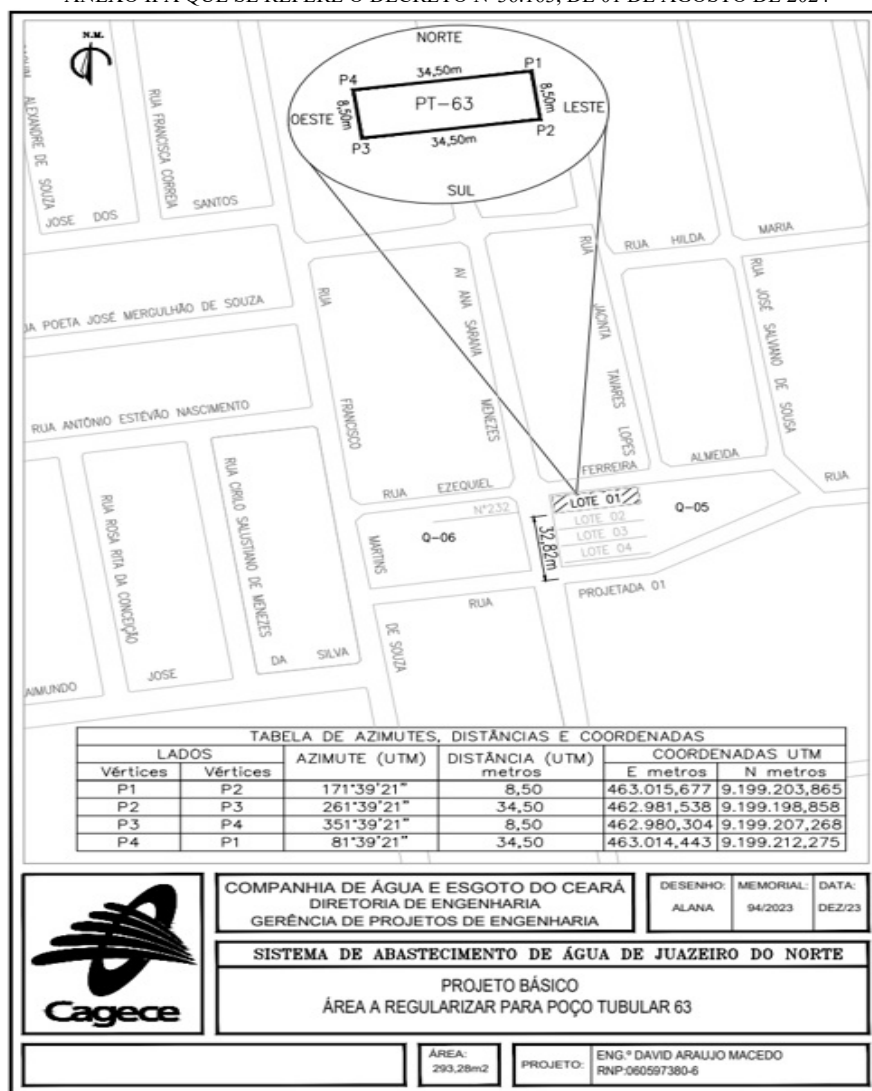 ANEXO II A QUE SE REFERE O DECRETO Nº36.163, DE 01 DE AGOSTO DE 2024
N.M.
NORTE
34,50m
P1
P4
8,50m
PT-63
8,50m
OESTE
LESTE
P3
34,50m
P2
SUL
ALEXANDRE DE SOUZA
RUA FRANCISCA CORREIA
JOSE DOS SANTOS
RUA HILDA MARIA
RUA JACINTA TAVARES LOPES
RUA JOSÉ SALVIANO DE SOUSA
AV ANA SARAIVA MENEZES
RUA FRANCISCO MARTINS DE SOUZA
POETA JOSÉ MERGULHÃO DE SOUZA
RUA ANTÔNIO ESTÊVÃO NASCIMENTO
RUA ROSA RITA DA CONCEIÇÃO
RUA CIRILO SALUSTIANO DE MENEZES
RUA EZEQUIEL FERREIRA ALMEIDA
RUA
Nº232
Q-06
LOTE 01
LOTE 02
LOTE 03
LOTE 04
Q-05
32,82m
RUA PROJETADA 01
AIMUNDO JOSE DA SILVA
TABELA DE AZIMUTES, DISTÂNCIAS E COORDENADAS
LADOS AZIMUTE (UTM) DISTÂNCIA (UTM) metros COORDENADAS UTM
Vértices Vértices E metros N metros
P1 P2 171°39'21" 8,50 463.015,677 9.199.203,865
P2 P3 261°39'21" 34,50 462.981,538 9.199.198,858
P3 P4 351°39'21" 8,50 462.980,304 9.199.207,268
P4 P1 81°39'21" 34,50 463.014,443 9.199.212,275
Cagece
COMPANHIA DE ÁGUA E ESGOTO DO CEARÁ
DIRETORIA DE ENGENHARIA
GERÊNCIA DE PROJETOS DE ENGENHARIA
DESENHO: ALANA
MEMORIAL: 94/2023
DATA: DEZ/23
SISTEMA DE ABASTECIMENTO DE ÁGUA DE JUAZEIRO DO NORTE
PROJETO BÁSICO
ÁREA A REGULARIZAR PARA POÇO TUBULAR 63
ÁREA:
293,28m2
PROJETO:
ENG.º DAVID ARAUJO MACEDO
RNP:060597380-6